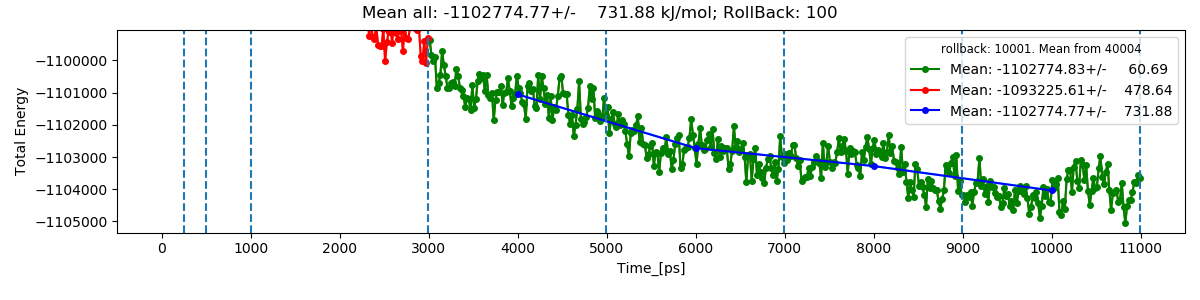 Mean all: -1102774.77+/-    731.88 kJ/mol; RollBack: 100
Total Energy
−1100000
−1101000
−1102000
−1103000
−1104000
−1105000
rollback: 10001. Mean from 40004
Mean: -1102774.83+/-     60.69
Mean: -1093225.61+/-    478.64
Mean: -1102774.77+/-    731.88
0 1000 2000 3000 4000 5000 6000 7000 8000 9000 10000 11000
Time_[ps]